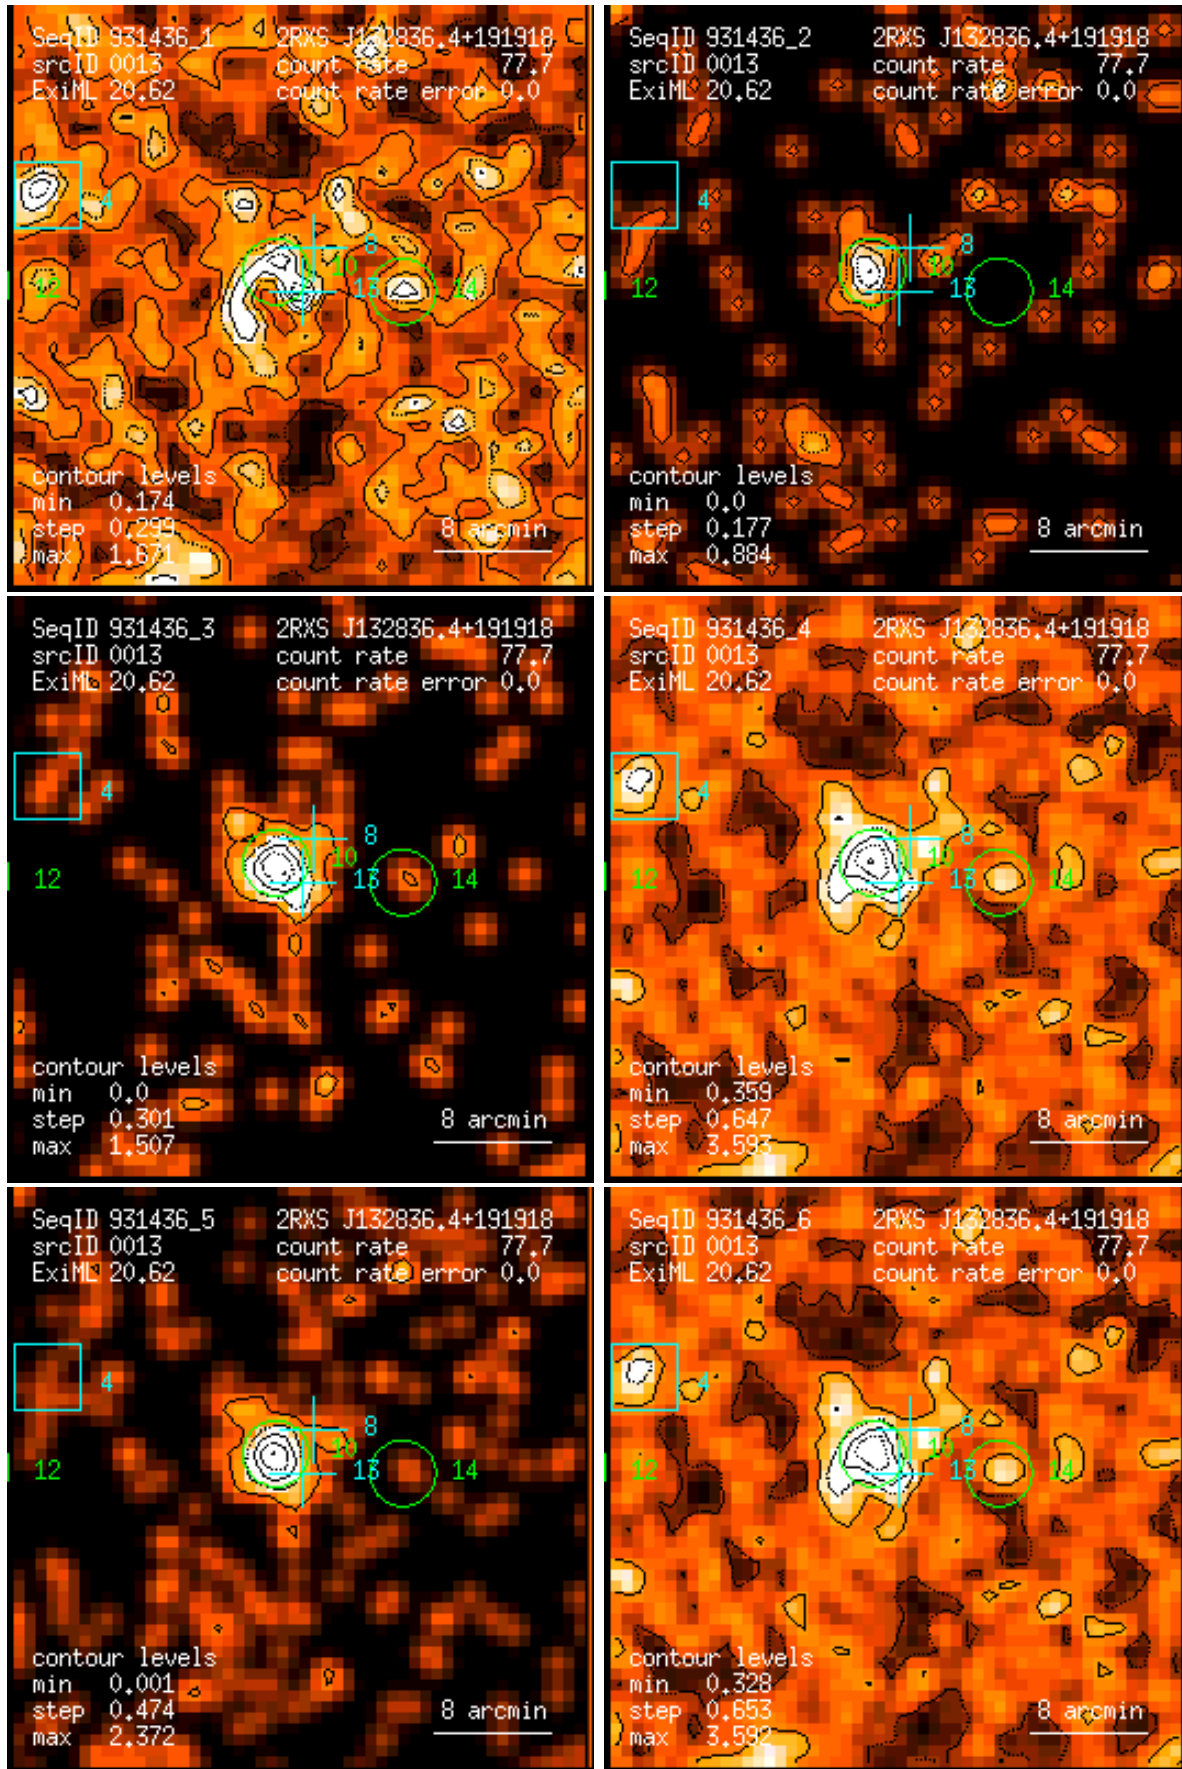 SeqID 931436_1 2RXS J132836.4+191918
srcID 0013 count rate 77.7
ExiML 20.62 count rate error 0.0
4
8
10
12 13 14
contour levels
min 0.174
step 0.299
max 1.671
8 arcmin
SeqID 931436_2 2RXS J132836.4+191918
srcID 0013 count rate 77.7
ExiML 20.62 count rate error 0.0
4
8
10
12 13 14
contour levels
min 0.0
step 0.177
max 0.884
8 arcmin
SeqID 931436_3 2RXS J132836.4+191918
srcID 0013 count rate 77.7
ExiML 20.62 count rate error 0.0
4
8
10
12 13 14
contour levels
min 0.0
step 0.301
max 1.507
8 arcmin
SeqID 931436_4 2RXS J132836.4+191918
srcID 0013 count rate 77.7
ExiML 20.62 count rate error 0.0
4
8
10
12 13 14
contour levels
min 0.359
step 0.647
max 3.593
8 arcmin
SeqID 931436_5 2RXS J132836.4+191918
srcID 0013 count rate 77.7
ExiML 20.62 count rate error 0.0
4
8
10
12 13 14
contour levels
min 0.001
step 0.474
max 2.372
8 arcmin
SeqID 931436_6 2RXS J132836.4+191918
srcID 0013 count rate 77.7
ExiML 20.62 count rate error 0.0
4
8
10
12 13 14
contour levels
min 0.328
step 0.653
max 3.592
8 arcmin